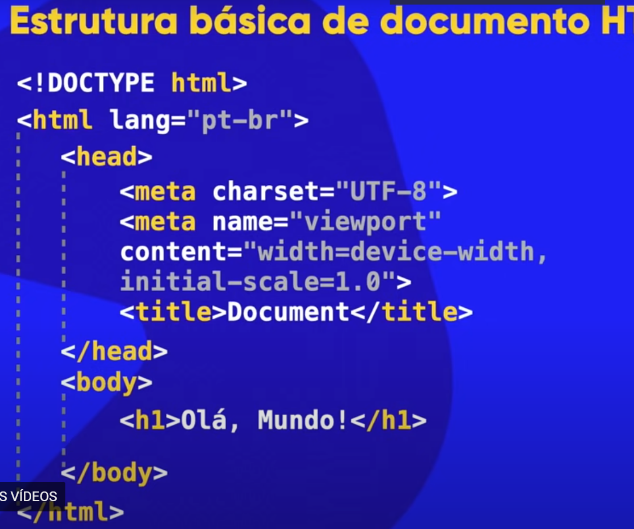 Estrutura básica de documento
<!DOCTYPE html>
<html lang="pt-br">
<head>
<meta charset="UTF-8">
<meta name="viewport"
content="width=device-width,
initial-scale=1.0">
<title>Document</title>
</head>
<body>
<h1>Olá, Mundo!</h1>
</body>
S VÍDEOS
</html>